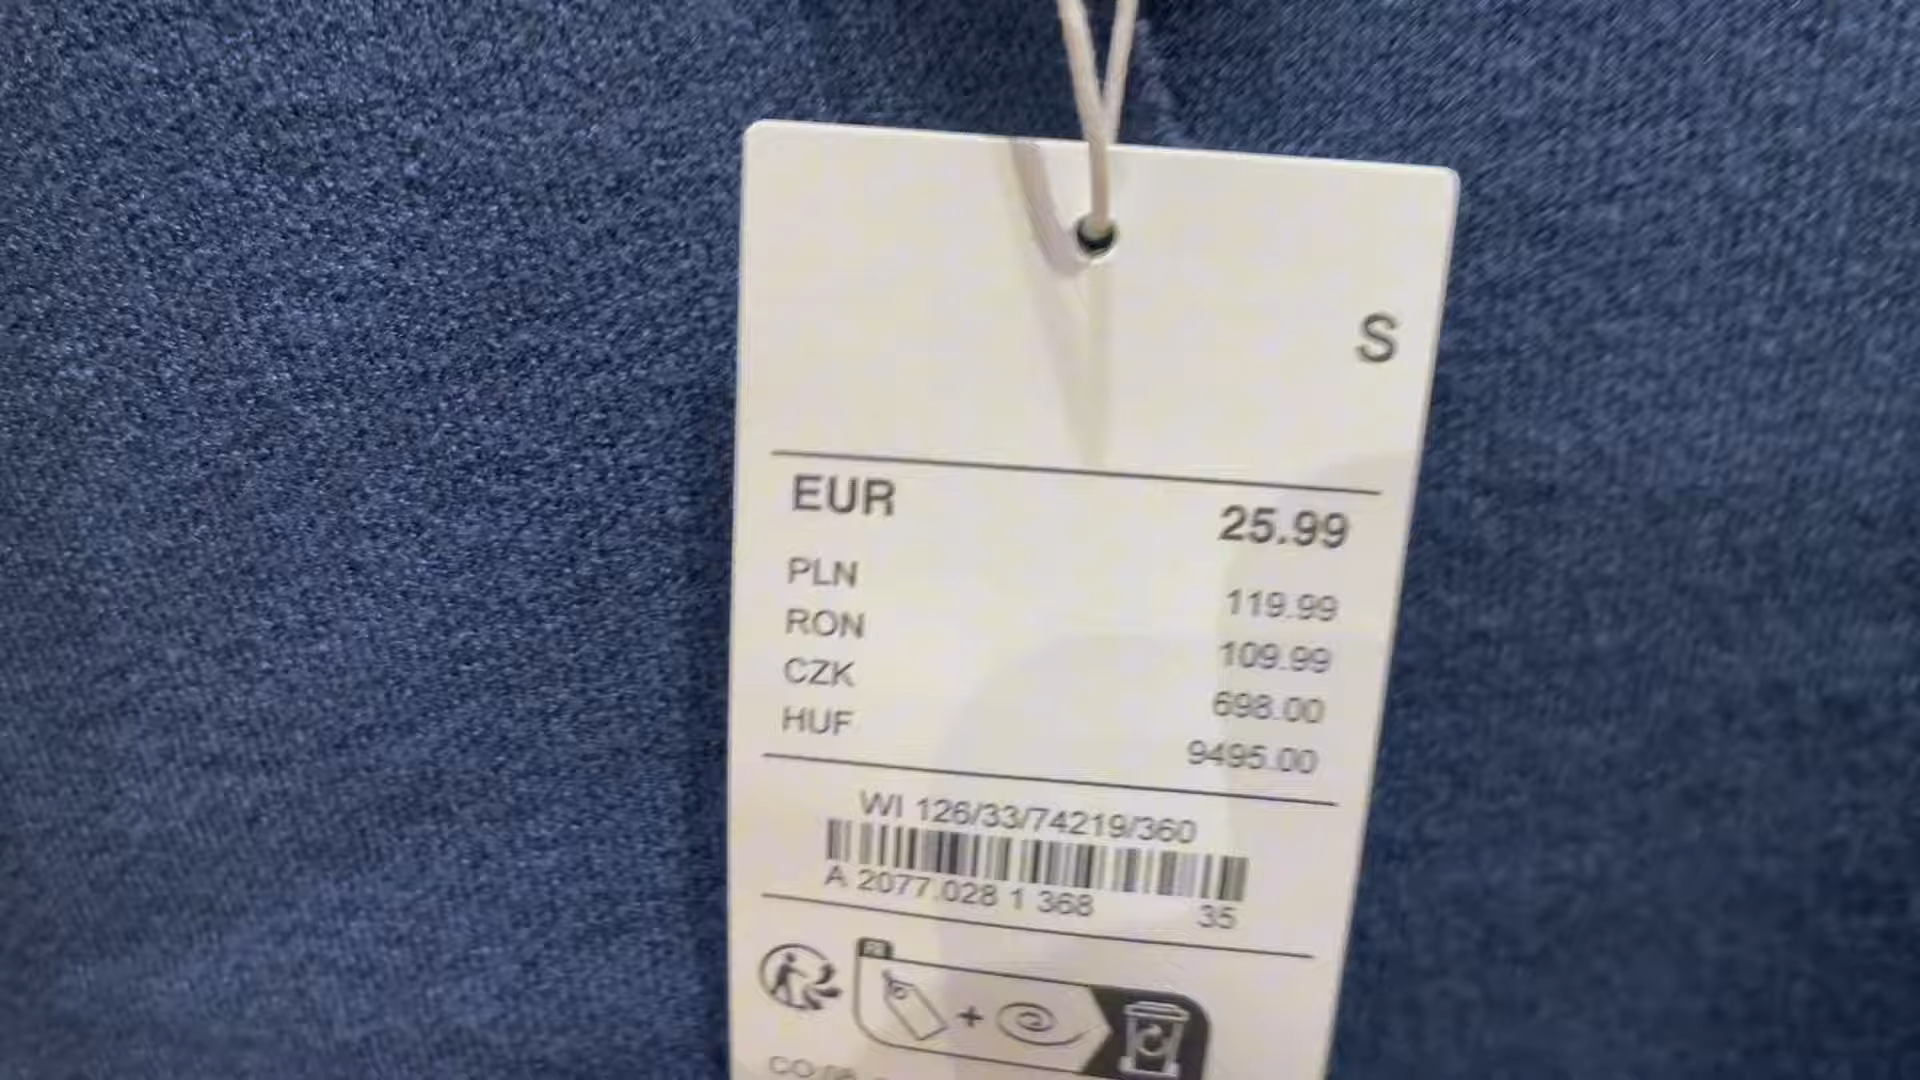 S
EUR 25.99
PLN 119.99
RON 109.99
CZK 698.00
HUF 9495.00
WI 126/33/74219/360
A 2077.028 1 368 35
FR